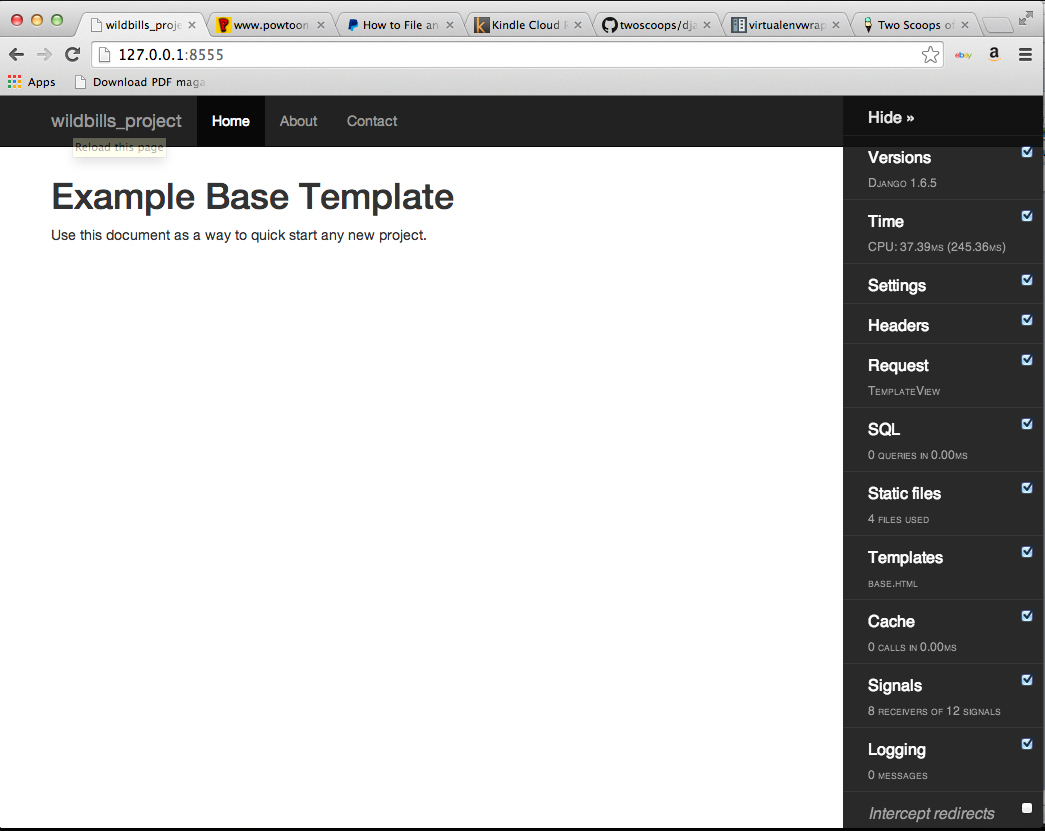 wildbills_proje
www.powtoon
How to File an
Kindle Cloud R
twoscoops/dja
virtualenvwrap
Two Scoops of
127.0.0.1:8555
ebay
a
Apps
Download PDF maga
wildbills_project
Home
About
Contact
Reload this page
Example Base Template
Use this document as a way to quick start any new project.
Hide »
Versions
Django 1.6.5
Time
CPU: 37.39ms (245.36ms)
Settings
Headers
Request
TemplateView
SQL
0 queries in 0.00ms
Static files
4 files used
Templates
base.html
Cache
0 calls in 0.00ms
Signals
8 receivers of 12 signals
Logging
0 messages
Intercept redirects